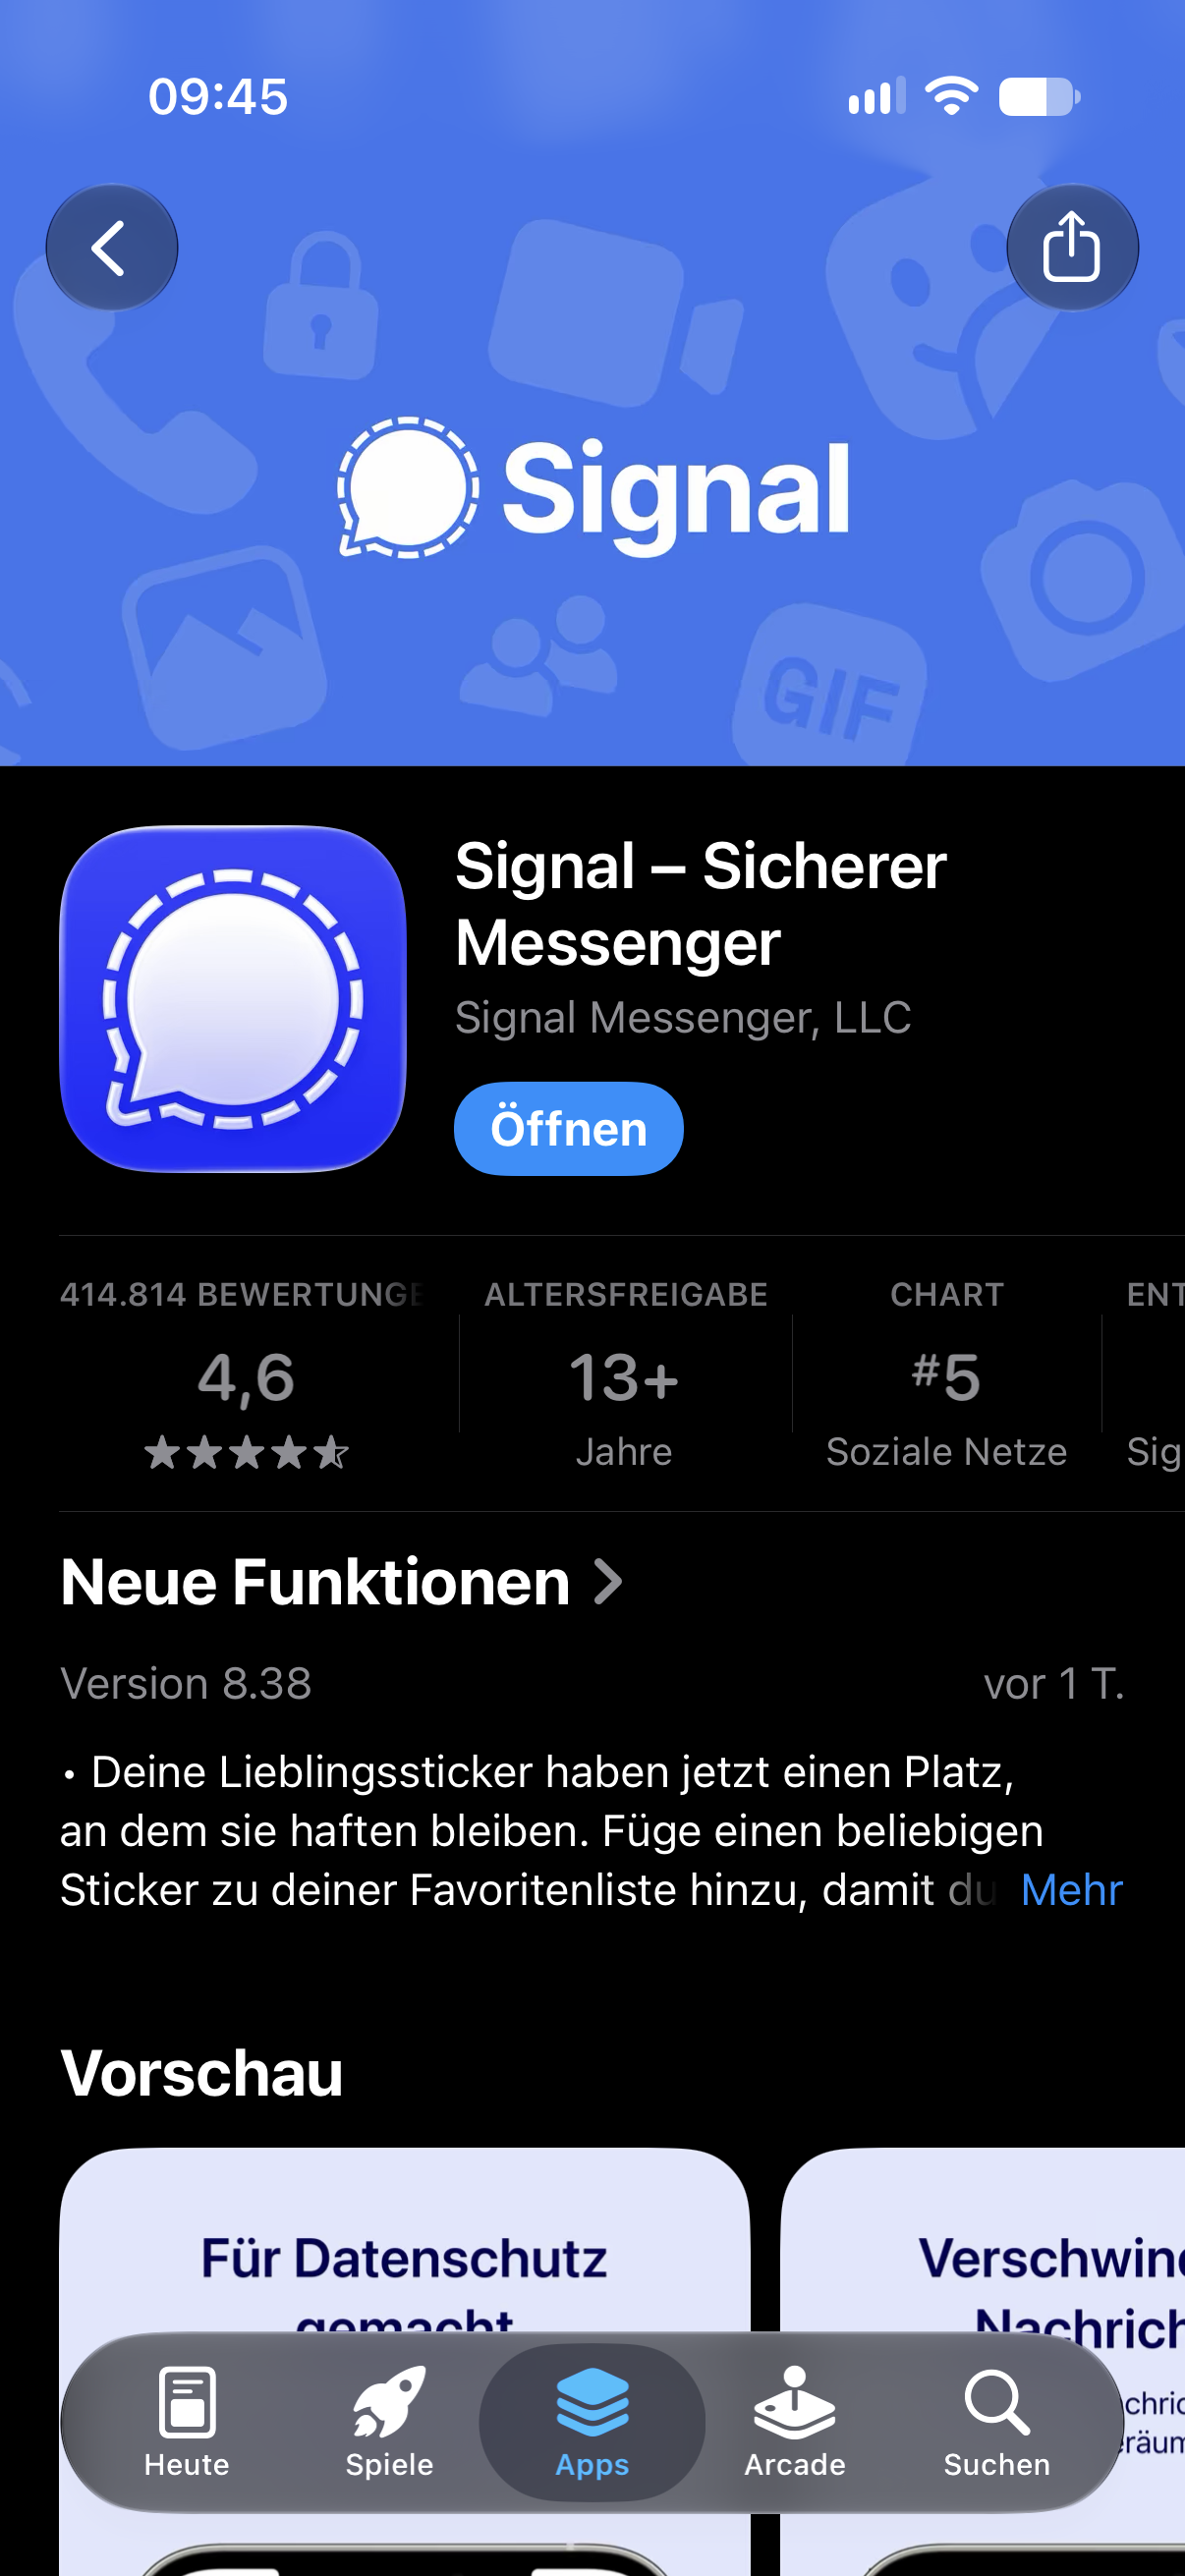 09:45
Signal
GIF
Signal – Sicherer
Messenger
Signal Messenger, LLC
Öffnen
414.814 BEWERTUNGE
4,6
ALTERSFREIGABE
13+
Jahre
CHART
#5
Soziale Netze
Neue Funktionen
Version 8.38
vor 1 T.
• Deine Lieblingssticker haben jetzt einen Platz,
an dem sie haften bleiben. Füge einen beliebigen
Sticker zu deiner Favoritenliste hinzu, damit du Mehr
Vorschau
Für Datenschutz
gemacht
Heute
Spiele
Apps
Arcade
Suchen